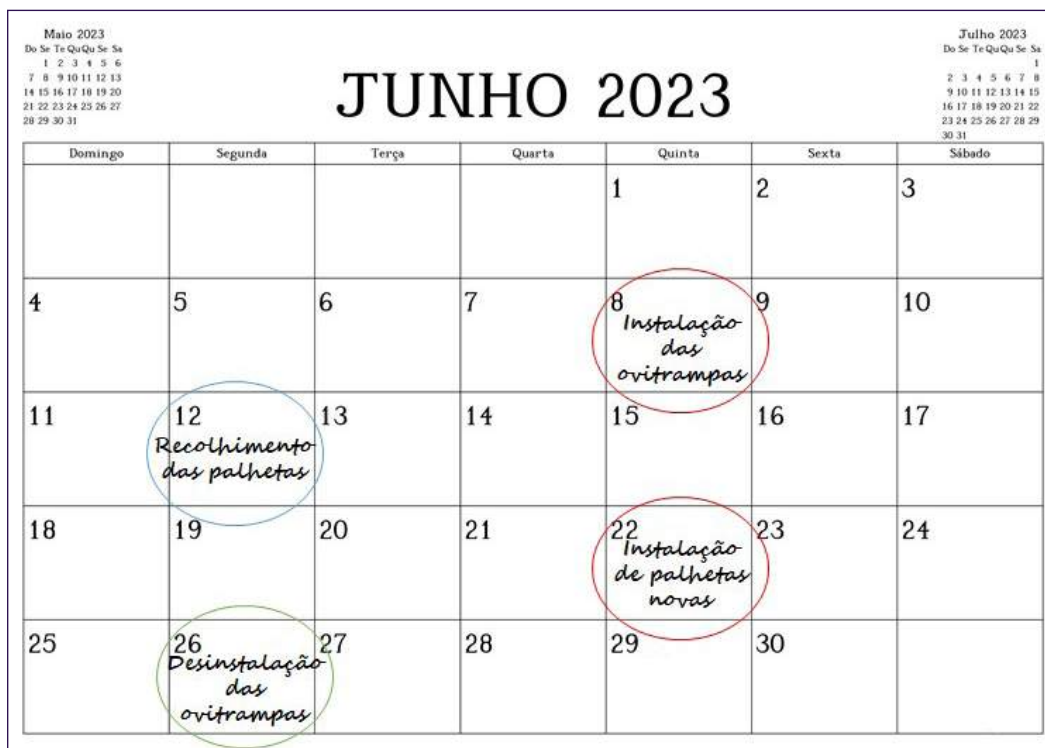 Maio 2023
Do Se Te Qu Qu Se Sa
1 2 3 4 5 6
7 8 9 10 11 12 13
14 15 16 17 18 19 20
21 22 23 24 25 26 27
28 29 30 31
JUNHO 2023
Julho 2023
Do Se Te Qu Qu Se Sa
1
2 3 4 5 6 7 8
9 10 11 12 13 14 15
16 17 18 19 20 21 22
23 24 25 26 27 28 29
30 31
Domingo Segunda Terça Quarta Quinta Sexta Sábado
1 2 3
4 5 6 7 8 9 10
Instalação
das
ovitrampas
11 12 13 14 15 16 17
Recolhimento
das palhetas
18 19 20 21 22 23 24
Instalação
de palhetas
novas
25 26 27 28 29 30
Desinstalação
das
ovitrampas